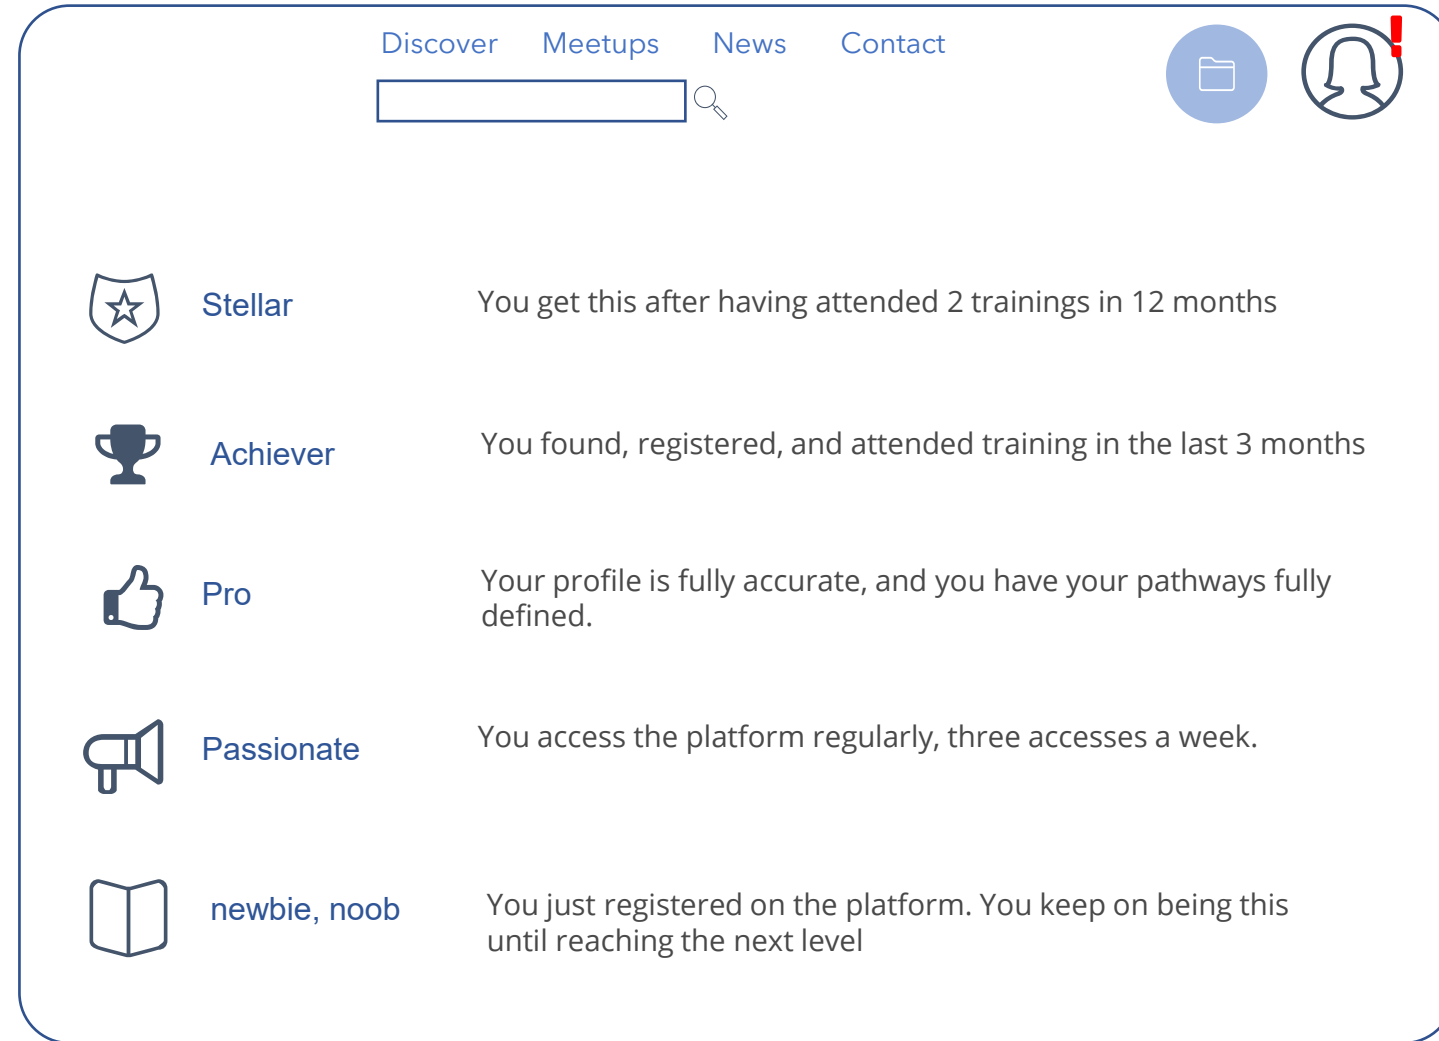 Discover Meetups News Contact
Stellar
You get this after having attended 2 trainings in 12 months
Achiever
You found, registered, and attended training in the last 3 months
Pro
Your profile is fully accurate, and you have your pathways fully
defined.
Passionate
You access the platform regularly, three accesses a week.
newbie, noob
You just registered on the platform. You keep on being this
until reaching the next level